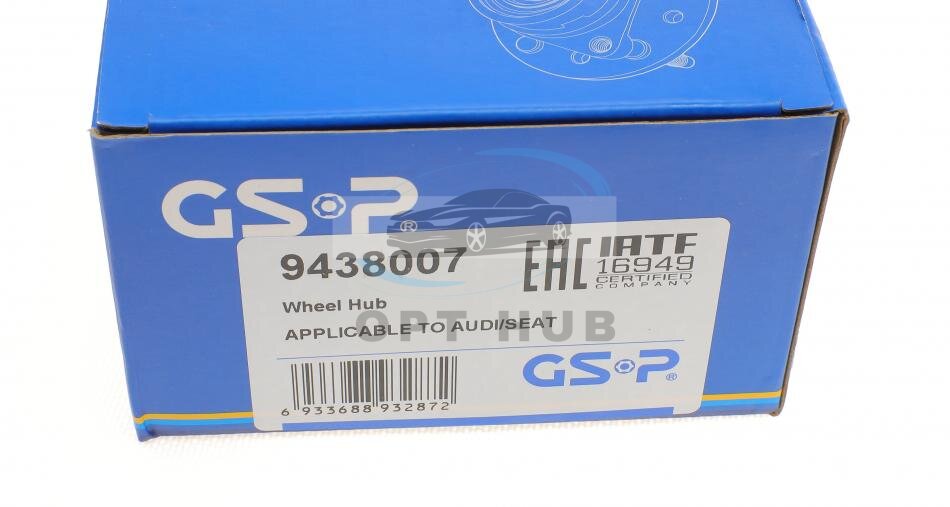 GSP
®
9438007
EAC
IATF
16949
CERTIFIED
COMPANY
Wheel Hub
OPT HUB
APPLICABLE TO AUDI/SEAT
GSP®
6 933688 932872